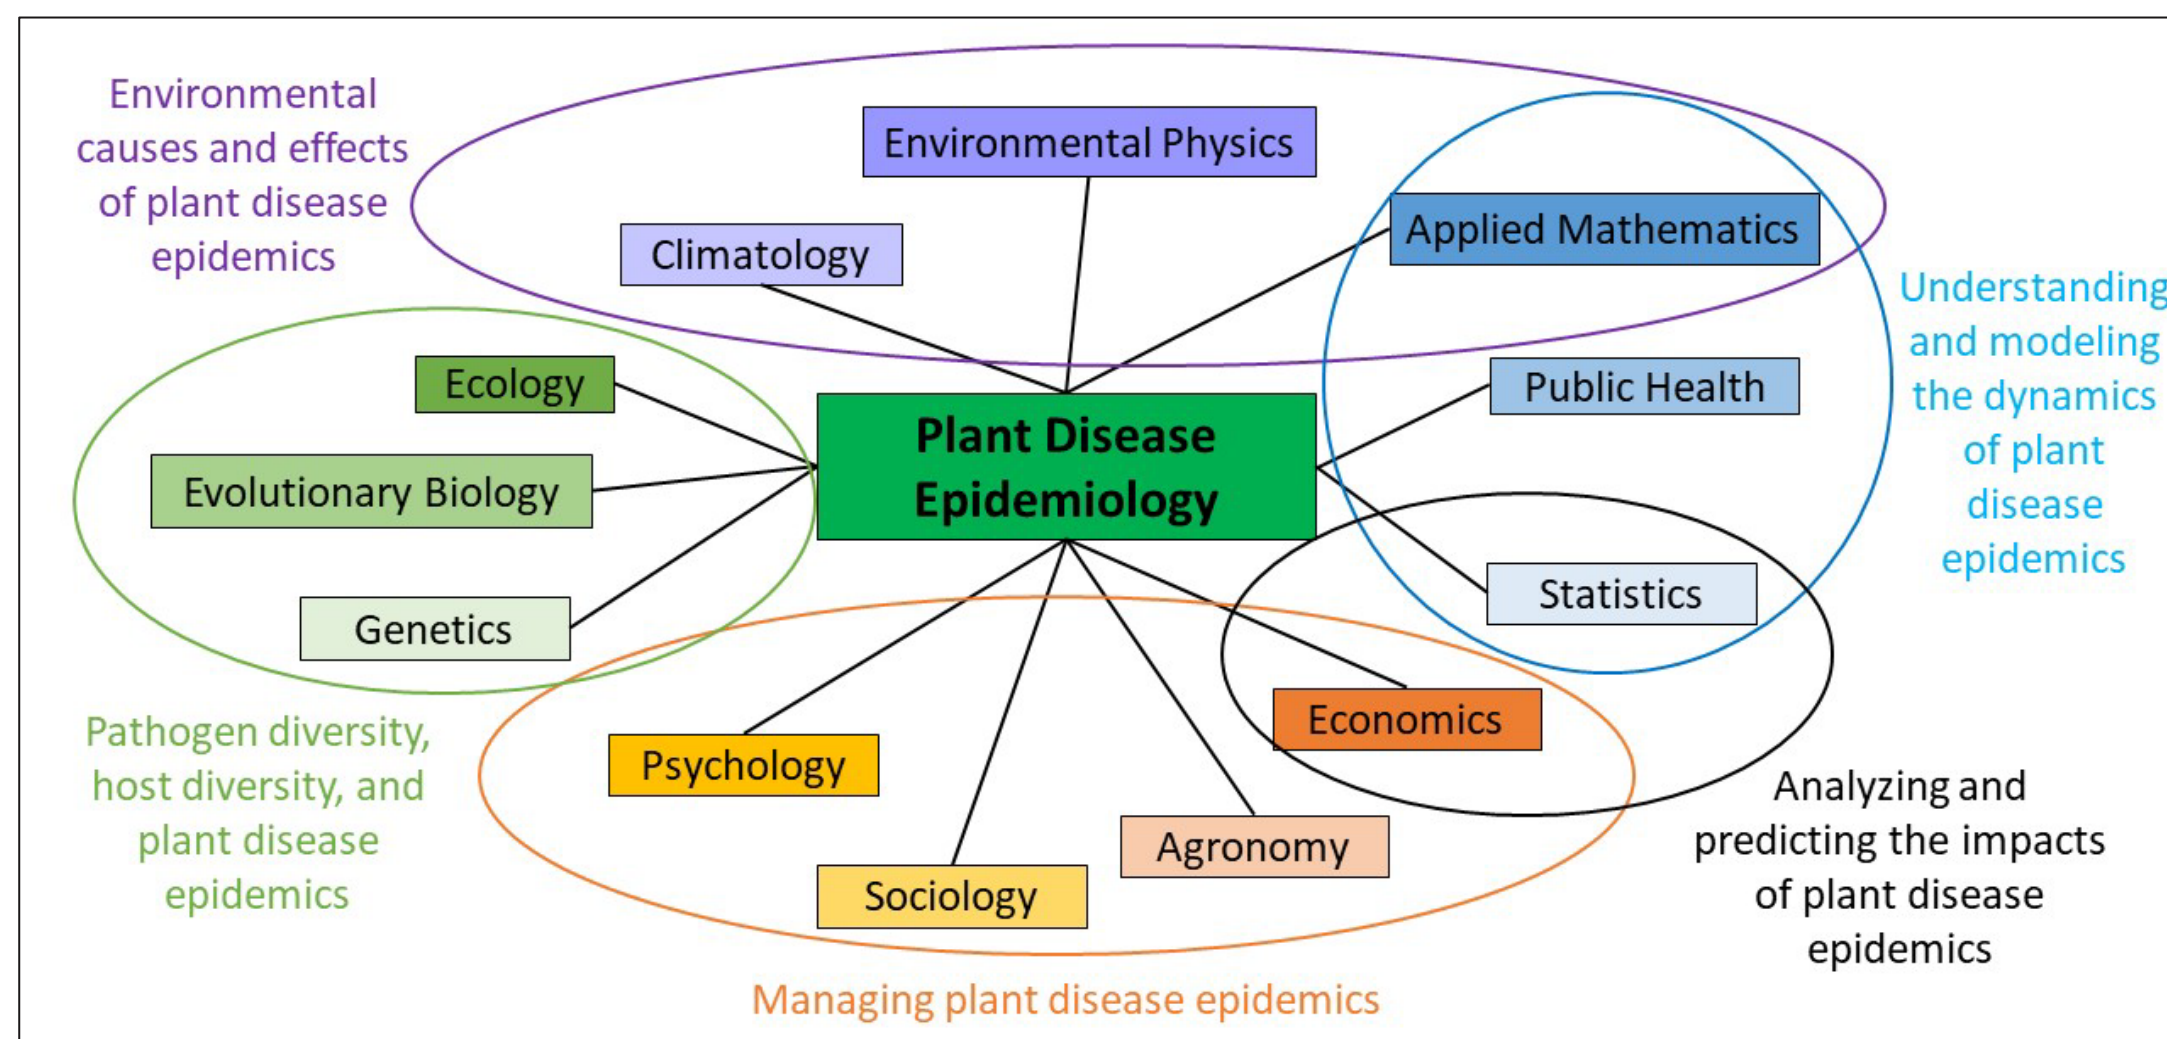 Environmental
causes and effects
of plant disease
epidemics
Environmental Physics
Climatology
Applied Mathematics
Understanding
and modeling
the dynamics
of plant
disease
epidemics
Ecology
Evolutionary Biology
Genetics
Plant Disease
Epidemiology
Public Health
Statistics
Pathogen diversity,
host diversity, and
plant disease
epidemics
Psychology
Sociology
Agronomy
Economics
Analyzing and
predicting the impacts
of plant disease
epidemics
Managing plant disease epidemics